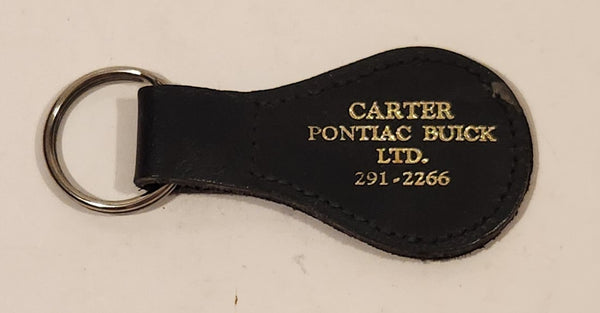 CARTER
PONTIAC BUICK
LTD.
291-2266